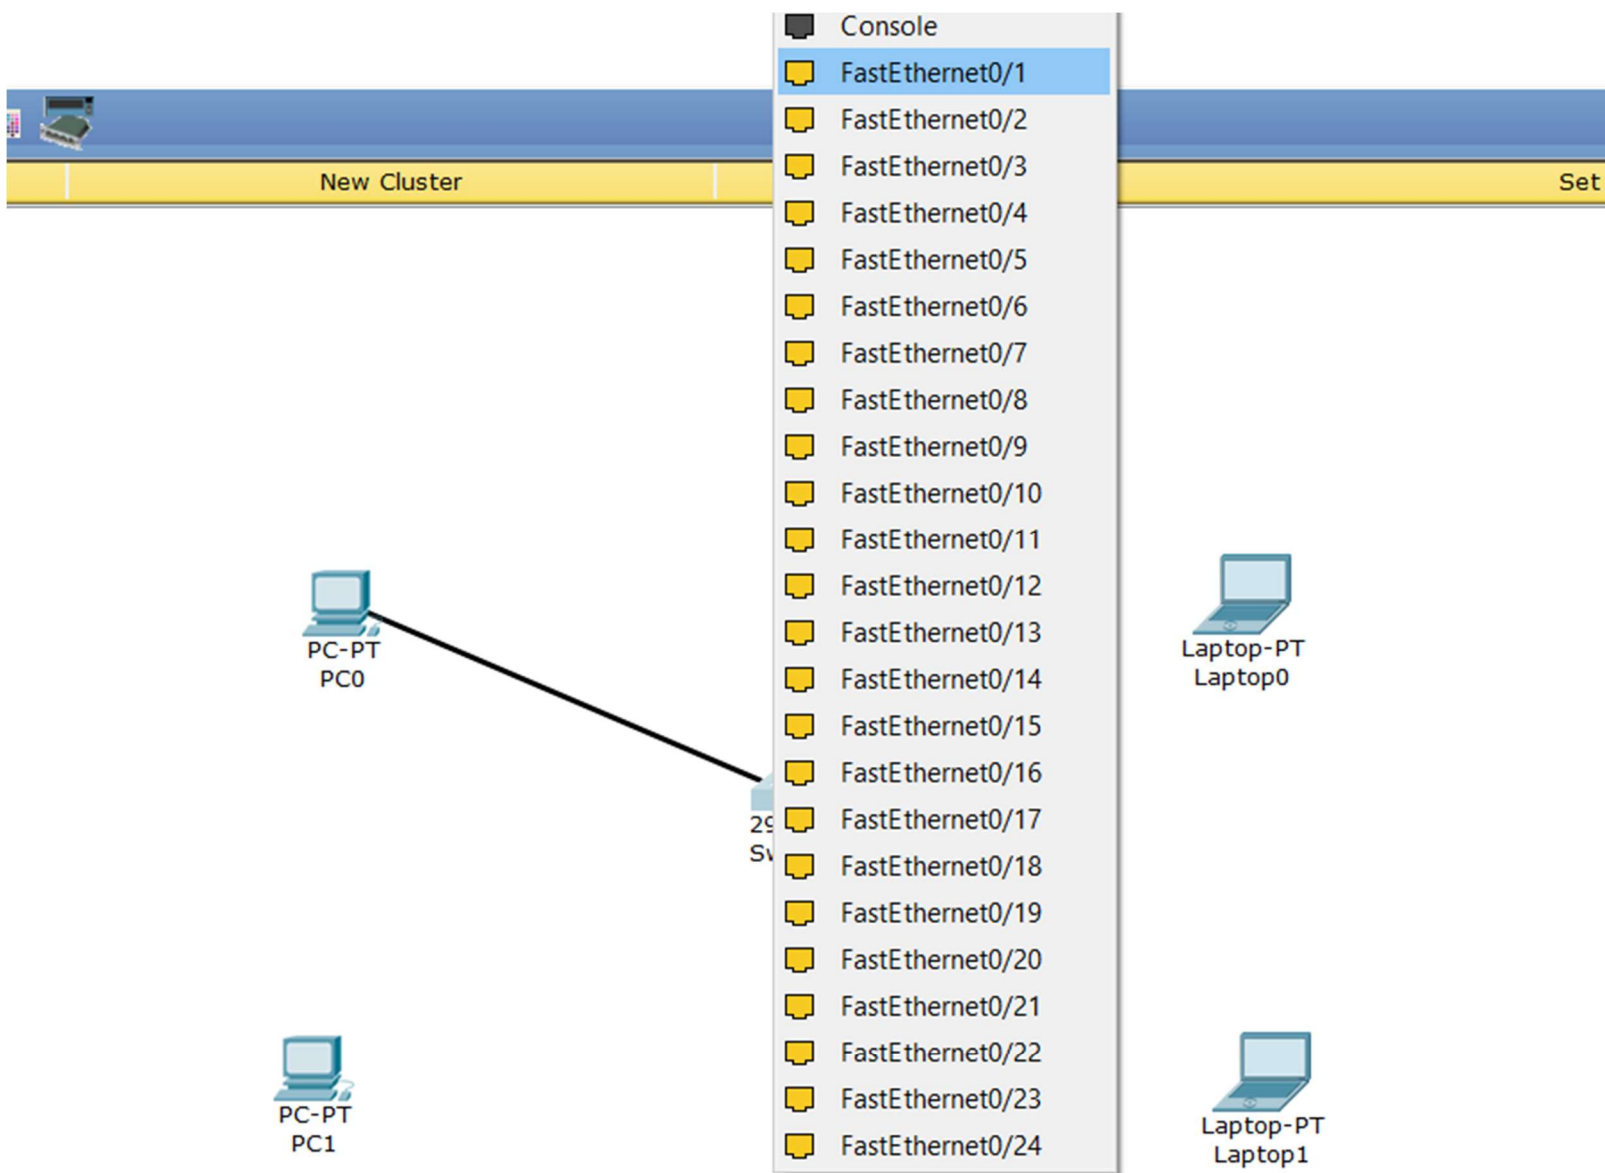 Console
FastEthernet0/1
FastEthernet0/2
New Cluster
FastEthernet0/3
Set
FastEthernet0/4
FastEthernet0/5
FastEthernet0/6
FastEthernet0/7
FastEthernet0/8
FastEthernet0/9
FastEthernet0/10
FastEthernet0/11
FastEthernet0/12
FastEthernet0/13
FastEthernet0/14
FastEthernet0/15
FastEthernet0/16
FastEthernet0/17
FastEthernet0/18
FastEthernet0/19
FastEthernet0/20
FastEthernet0/21
FastEthernet0/22
FastEthernet0/23
FastEthernet0/24
PC-PT
PC0
Laptop-PT
Laptop0
29
Sw
PC-PT
PC1
Laptop-PT
Laptop1